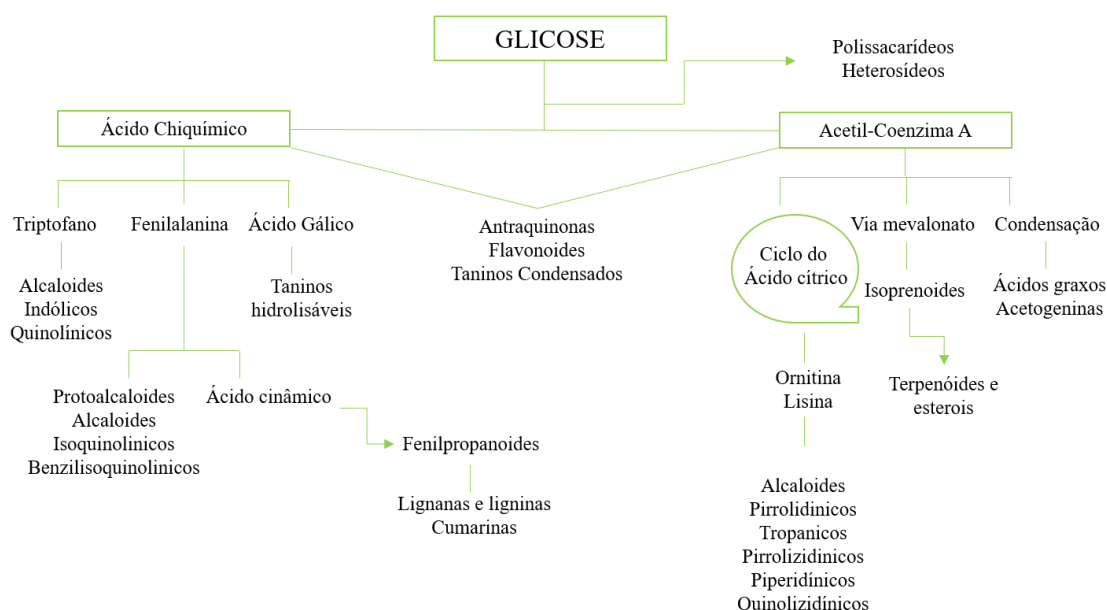 GLICOSE
Polissacarídeos
Heterosídeos
Ácido Chiquímico
Acetil-Coenzima A
Triptofano
Fenilalanina
Ácido Gálico
Antraquinonas
Flavonoides
Taninos Condensados
Ciclo do
Ácido cítrico
Via mevalonato
Condensação
Alcaloides
Indólicos
Quinolínicos
Taninos
hidrolisáveis
Isoprenoides
Ácidos graxos
Acetogeninas
Protoalcaloides
Alcaloides
Isoquinolinicos
Benzilisoquinolinicos
Ácido cinâmico
Ornitina
Lisina
Terpenóides e
esterois
Fenilpropanoides
Lignanas e ligninas
Cumarinas
Alcaloides
Pirrolidinicos
Tropanicos
Pirrolizidinicos
Piperidínicos
Quinolizidínicos